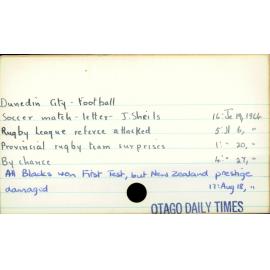 Dunedin City - Football
Soccer match - letter J. Sheils 16: Je 19, 1924
Rugby League referee attacked 5: Jl 6, "
Provincial rugby team surprises 1: " 20, "
By chance 4: " 27, "
All Blacks won First Test, but New Zealand prestige
damaged 17: Aug 18, "
OTAGO DAILY TIMES